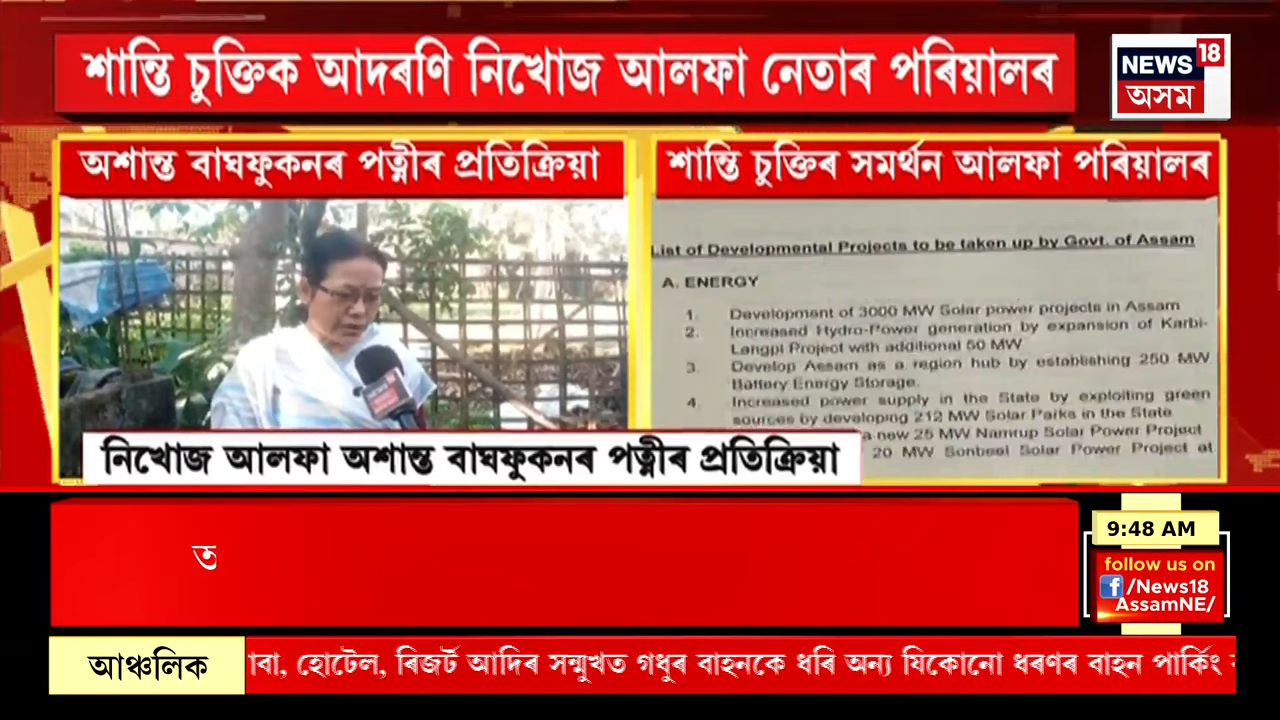 শান্তি চুক্তিক আদৰণি নিখোজ আলফা নেতাৰ পৰিয়ালৰ
NEWS 18
অসম
অশান্ত বাঘফুকনৰ পত্নীৰ প্ৰতিক্ৰিয়া
শান্তি চুক্তিৰ সমৰ্থন আলফা পৰিয়ালৰ
List of Developmental Projects to be taken up by Govt. of Assam
A. ENERGY
1. Development of 3000 MW Solar power projects in Assam
2. Increased Hydro-Power generation by expansion of Karbi-
Langpi Project with additional 50 MW
3. Develop Assam as a region hub by establishing 250 MW
Battery Energy Storage.
4. Increased power supply in the State by exploiting green
sources by developing 212 MW Solar Parks in the State
a new 25 MW Namrup Solar Power Project
20 MW Sonbeel Solar Power Project at
নিখোজ আলফা অশান্ত বাঘফুকনৰ পত্নীৰ প্ৰতিক্ৰিয়া
9:48 AM
follow us on
/News18
AssamNE/
আঞ্চলিক
হোটেল, ৰিজৰ্ট আদিৰ সন্মুখত গধুৰ বাহনকে ধৰি অন্য যিকোনো ধৰণৰ বাহন পাৰ্কিং